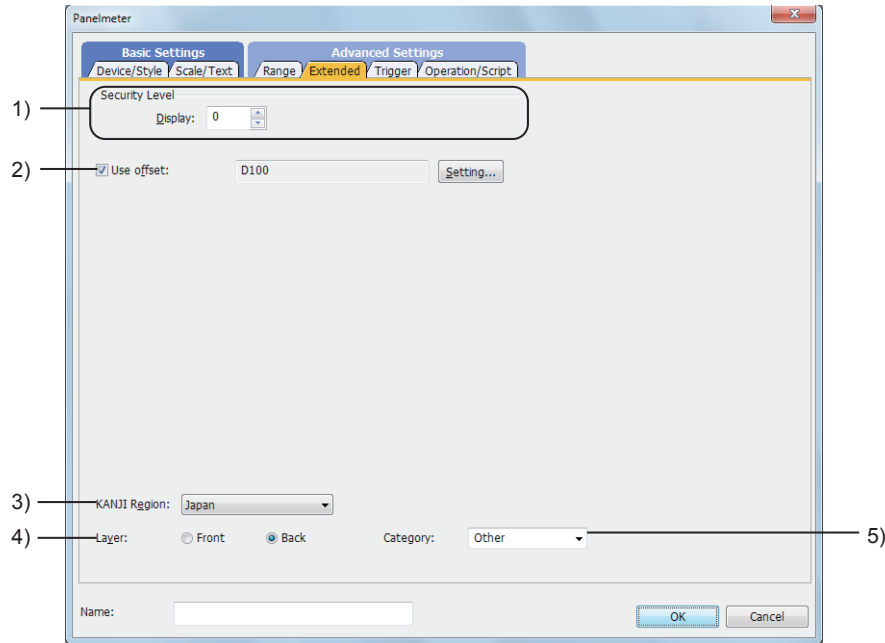 Panelmeter
Basic Settings Advanced Settings
Device/Style Scale/Text Range Extended Trigger Operation/Script
Security Level
1) Display: 0
2) Use offset: D100 Setting...
3) KANJI Region: Japan
4) Layer: Front Back Category: Other 5)
Name: OK Cancel